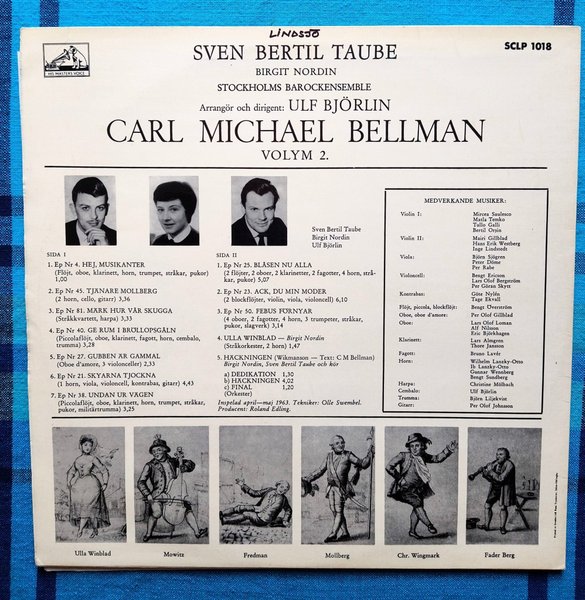 LINDSJÖ
HIS MASTER'S VOICE
SCLP 1018
SVEN BERTIL TAUBE
BIRGIT NORDIN
STOCKHOLMS BAROCKENSEMBLE
Arrangör och dirigent: ULF BJÖRLIN
CARL MICHAEL BELLMAN
VOLYM 2.
Sven Bertil Taube
Birgit Nordin
Ulf Björlin
SIDA I
1. Ep Nr 4. HEJ, MUSIKANTER
(Flöjt, oboe, klarinett, horn, trumpet, stråkar, pukor)
1,00
2. Ep Nr 45. TJÄNARE MOLLBERG
(2 horn, cello, gitarr) 3,36
3. Ep Nr 81. MÄRK HUR VÅR SKUGGA
(Stråkkvartett, harpa) 3,33
4. Ep Nr 40. GE RUM I BRÖLLOPSGÅLN
(Piccolaflöjt, oboe, klarinett, fagott, horn, cembalo,
trumma) 3,28
5. Ep Nr 27. GUBBEN ÄR GAMMAL
(Oboe d'amore, 3 violonceller) 2,33
6. Ep Nr 21. SKYARNA TJOCKNA
(1 horn, viola, violoncell, kontrabas, gitarr) 4,43
7. Ep Nr 38. UNDAN UR VÄGEN
(Piccolaflöjt, oboe, klarinett, horn, trumpet, stråkar,
pukor, militärtrumma) 3,25
SIDA II
1. Ep Nr 25. BLÅSEN NU ALLA
(2 flöjter, 2 oboer, 2 klarinetter, 2 fagotter, 4 horn, strå-
kar, pukor) 5,07
2. Ep Nr 23. ACK, DU MIN MODER
(2 blockflöjter, violin, viola, violoncell) 6,10
3. Ep Nr 50. FEBUS FÖRNYAR
(4 oboer, 2 fagotter, 4 horn, 3 trumpeter, stråkar,
pukor, slagverk) 3,14
4. ULLA WINBLAD — Birgit Nordin
(Stråkorkester, 2 horn) 1,47
5. HÄCKNINGEN (Wikmanson — Text: C M Bellman)
Birgit Nordin, Sven Bertil Taube och kör
a) DEDIKATION 1,30
b) HÄCKNINGEN 4,02
c) FINAL 1,20
(Orkester)
Inspelad april—maj 1963. Tekniker: Olle Swembel.
Producent: Roland Edling.
MEDVERKANDE MUSIKER:
Violin I: Mircea Saulesco
Matla Temko
Tullo Galli
Bertil Orsin
Violin II: Mairi Gillblad
Hans Erik Westberg
Inge Lindstedt
Viola: Björn Sjögren
Peter Döme
Per Rabe
Violoncell: Bengt Ericson
Lars Olof Bergström
Per Göran Skytt
Kontrabas: Göte Nylén
Tage Ekvall
Flöjt, piccola, blockflöjt: Bengt Överström
Oboe, oboe d'amore: Per Olof Gillblad
Oboe: Lars Olof Loman
Alf Nilsson
Eric Björkhagen
Klarinett: Lars Almgren
Thore Jansson
Fagott: Bruno Lavér
Horn: Wilhelm Lanzky-Otto
Ib Lanzky-Otto
Gunnar Wennberg
Bengt Sundberg
Harpa: Christine Mölbach
Cembalo: Ulf Björlin
Trumma: Björn Liljekvist
Gitarr: Per Olof Johnsson
Ulla Winblad
Mowitz
Fredman
Mollberg
Chr. Wingmark
Fader Berg